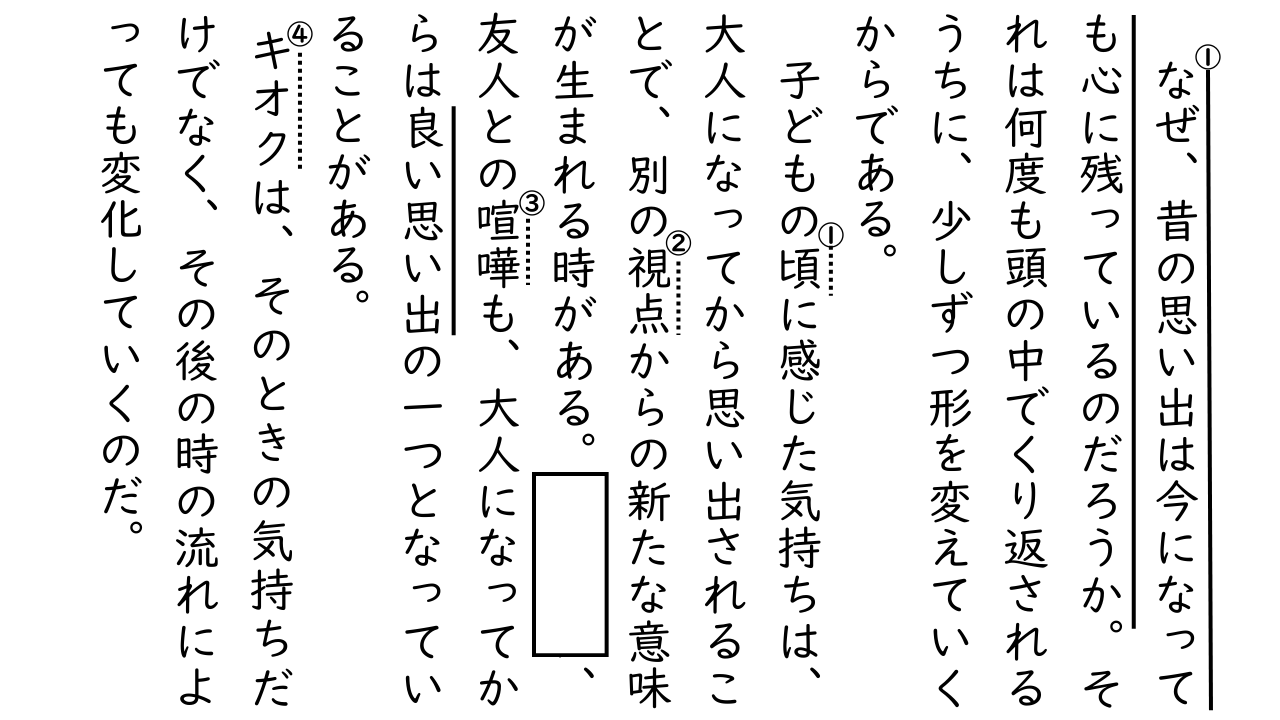 ①なぜ、昔の思い出は今になって
も心に残っているのだろうか。そ
れは何度も頭の中でくり返される
うちに、少しずつ形を変えていく
からである。
子どもの①頃に感じた気持ちは、
大人になってから思い出されるこ
とで、別の②視点からの新たな意味
が生まれる時がある。、
友人との③喧嘩も、大人になってか
らは良い思い出の一つとなってい
ることがある。
④キオクは、そのときの気持ちだ
けでなく、その後の時の流れによ
っても変化していくのだ。